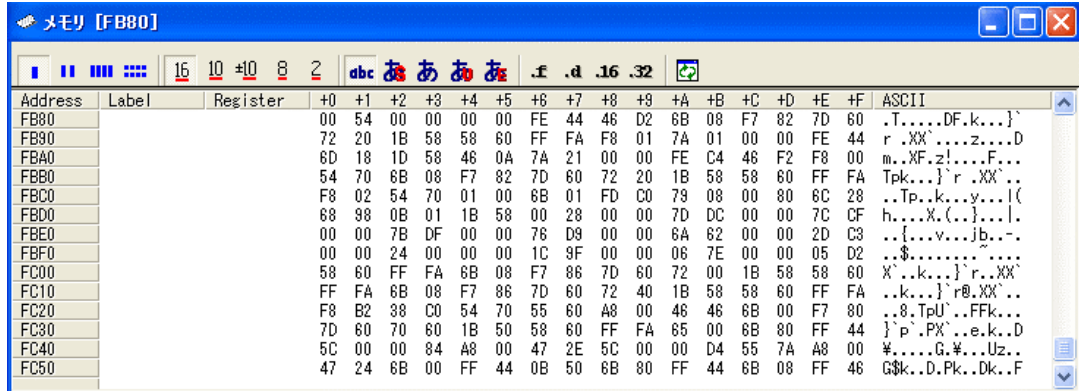 メモリ [FB80]
16 10 ±10 8 2 abc あS あ あD あE .f .d .16 .32
Address Label Register +0 +1 +2 +3 +4 +5 +6 +7 +8 +9 +A +B +C +D +E +F ASCII
FB80 00 54 00 00 00 00 FE 44 46 D2 6B 08 F7 82 7D 60 .T.....DF.k...}`
FB90 72 20 1B 58 58 60 FF FA F8 01 7A 01 00 00 FE 44 r .XX`....z....D
FBA0 6D 18 1D 58 46 0A 7A 21 00 00 FE C4 46 F2 F8 00 m..XF.z!....F...
FBB0 54 70 6B 08 F7 82 7D 60 72 20 1B 58 58 60 FF FA Tpk...}`r .XX`..
FBC0 F8 02 54 70 01 00 6B 01 FD C0 79 08 00 80 6C 28 ..Tp..k...y...l(
FBD0 68 98 0B 01 1B 58 00 28 00 00 7D DC 00 00 7C CF h....X.(..}...|.
FBE0 00 00 7B DF 00 00 76 D9 00 00 6A 62 00 00 2D C3 ..{...v...jb..-.
FBF0 00 00 24 00 00 00 1C 9F 00 00 06 7E 00 00 05 D2 ..$........~....
FC00 58 60 FF FA 6B 08 F7 86 7D 60 72 00 1B 58 58 60 X`..k...}`r..XX`
FC10 FF FA 6B 08 F7 86 7D 60 72 40 1B 58 58 60 FF FA ..k...}`r@.XX`..
FC20 F8 B2 38 C0 54 70 55 60 A8 00 46 46 6B 00 F7 80 ..8.TpU`..FFk...
FC30 7D 60 70 60 1B 50 58 60 FF FA 65 00 6B 80 FF 44 }`p`.PX`..e.k..D
FC40 5C 00 00 84 A8 00 47 2E 5C 00 00 D4 55 7A A8 00 ¥.....G.¥...Uz..
FC50 47 24 6B 00 FF 44 0B 50 6B 80 FF 44 6B 08 FF 46 G$k..D.Pk..Dk..F